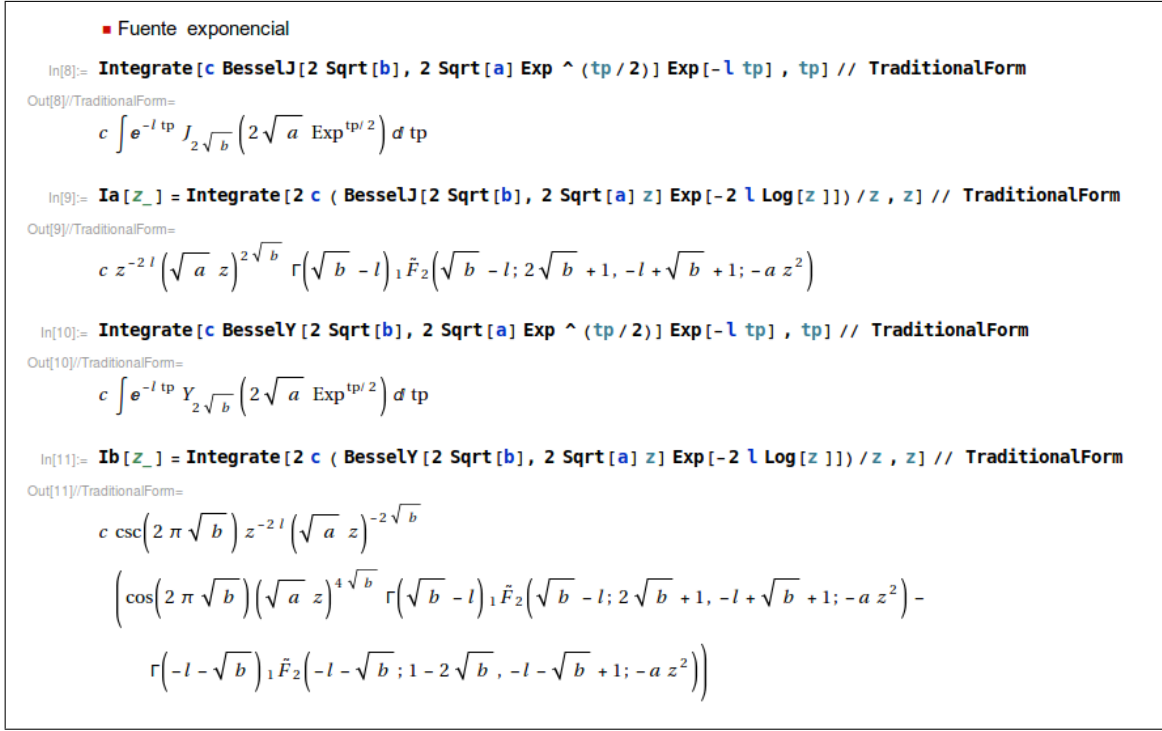 ▪ Fuente exponencial
In[8]:= Integrate[c BesselJ[2 Sqrt[b], 2 Sqrt[a] Exp ^ (tp / 2)] Exp[-l tp] , tp] // TraditionalForm
Out[8]//TraditionalForm=
c ∫ e^(-l tp) J_(2 √b) (2 √a Exp^(tp/2)) d tp
In[9]:= Ia[z_] = Integrate[2 c ( BesselJ[2 Sqrt[b], 2 Sqrt[a] z] Exp[-2 l Log[z ]]) / z , z] // TraditionalForm
Out[9]//TraditionalForm=
c z^(-2 l) (√a z)^(2 √b) Γ(√b - l) ₁F̃₂(√b - l; 2 √b + 1, -l + √b + 1; -a z²)
In[10]:= Integrate[c BesselY[2 Sqrt[b], 2 Sqrt[a] Exp ^ (tp / 2)] Exp[-l tp] , tp] // TraditionalForm
Out[10]//TraditionalForm=
c ∫ e^(-l tp) Y_(2 √b) (2 √a Exp^(tp/2)) d tp
In[11]:= Ib[z_] = Integrate[2 c ( BesselY[2 Sqrt[b], 2 Sqrt[a] z] Exp[-2 l Log[z ]]) / z , z] // TraditionalForm
Out[11]//TraditionalForm=
c csc(2 π √b) z^(-2 l) (√a z)^(-2 √b)
(cos(2 π √b) (√a z)^(4 √b) Γ(√b - l) ₁F̃₂(√b - l; 2 √b + 1, -l + √b + 1; -a z²) -
Γ(-l - √b) ₁F̃₂(-l - √b; 1 - 2 √b, -l - √b + 1; -a z²))